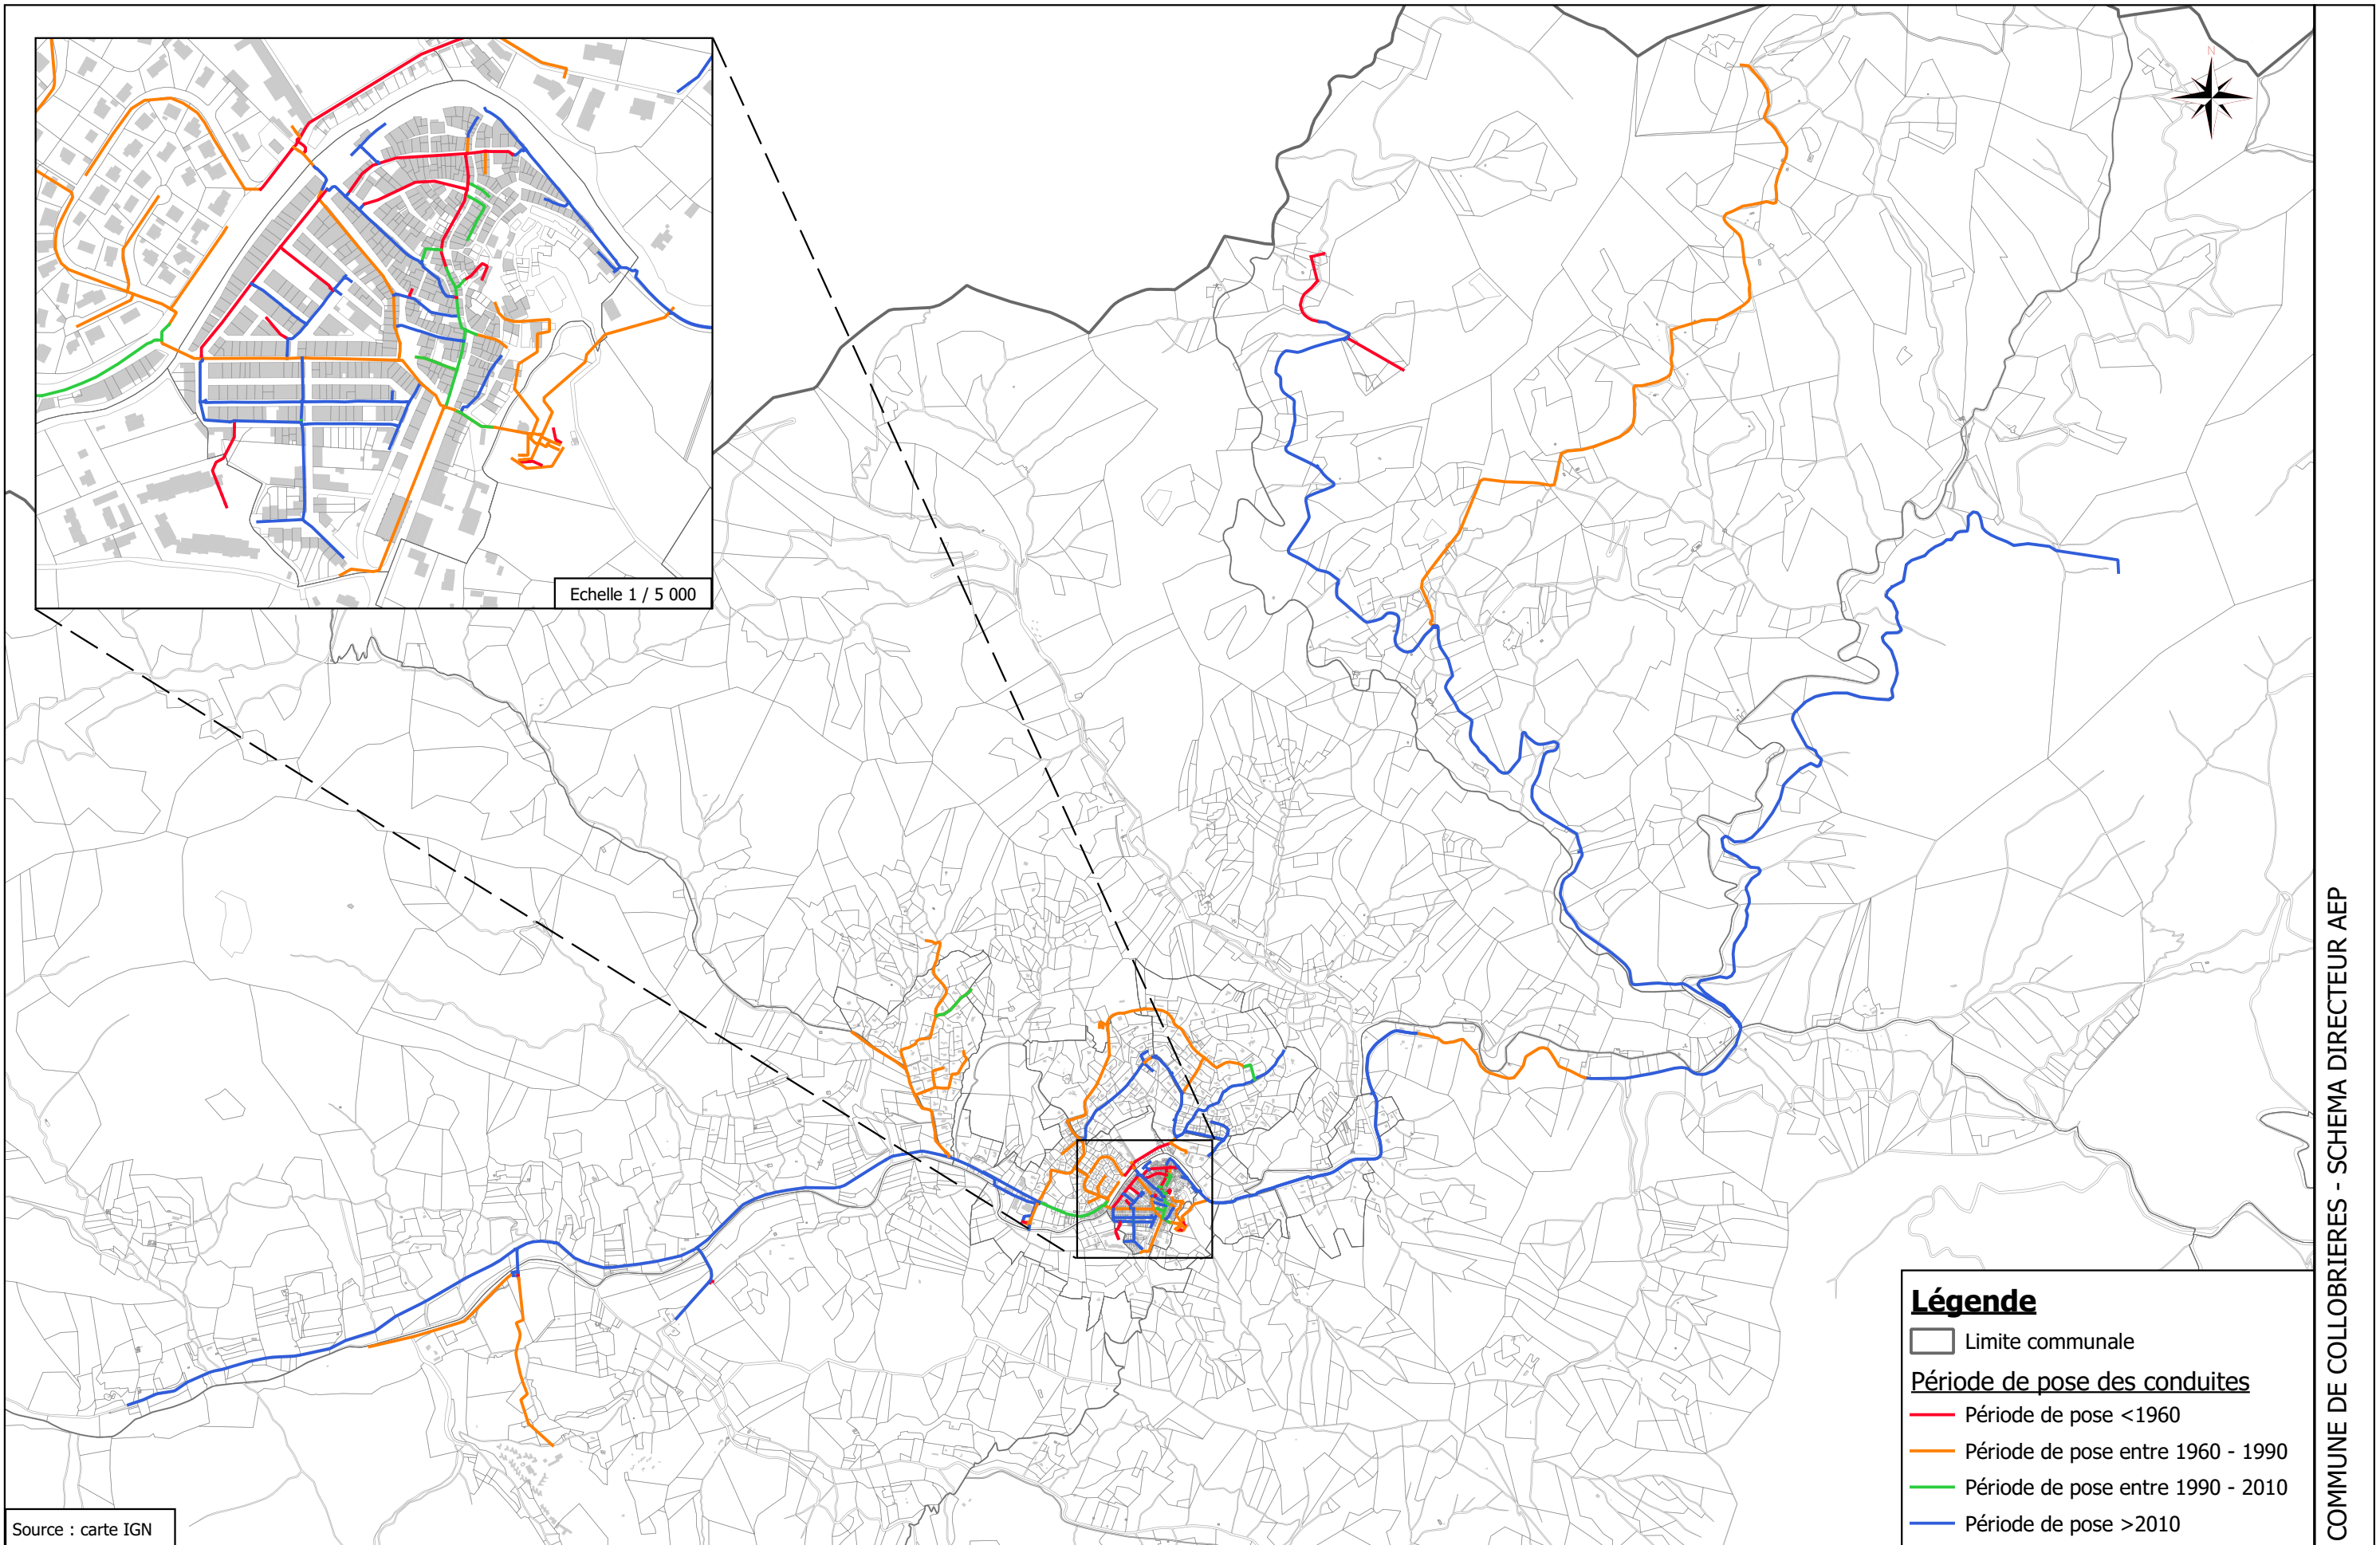 N
Echelle 1 / 5 000
COMMUNE DE COLLOBRIERES - SCHEMA DIRECTEUR AEP
Légende
Limite communale
Période de pose des conduites
Période de pose <1960
Période de pose entre 1960 - 1990
Période de pose entre 1990 - 2010
Période de pose >2010
Source : carte IGN